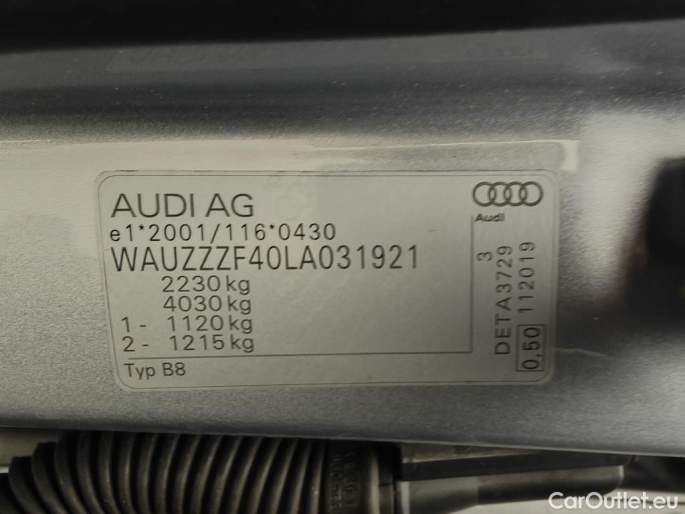 AUDI AG
e1*2001/116*0430
WAUZZZF40LA031921
2230 kg
4030 kg
1 - 1120 kg
2 - 1215 kg
Typ B8
Audi
3
DETA3729
112019
0,50
CarOutlet.eu